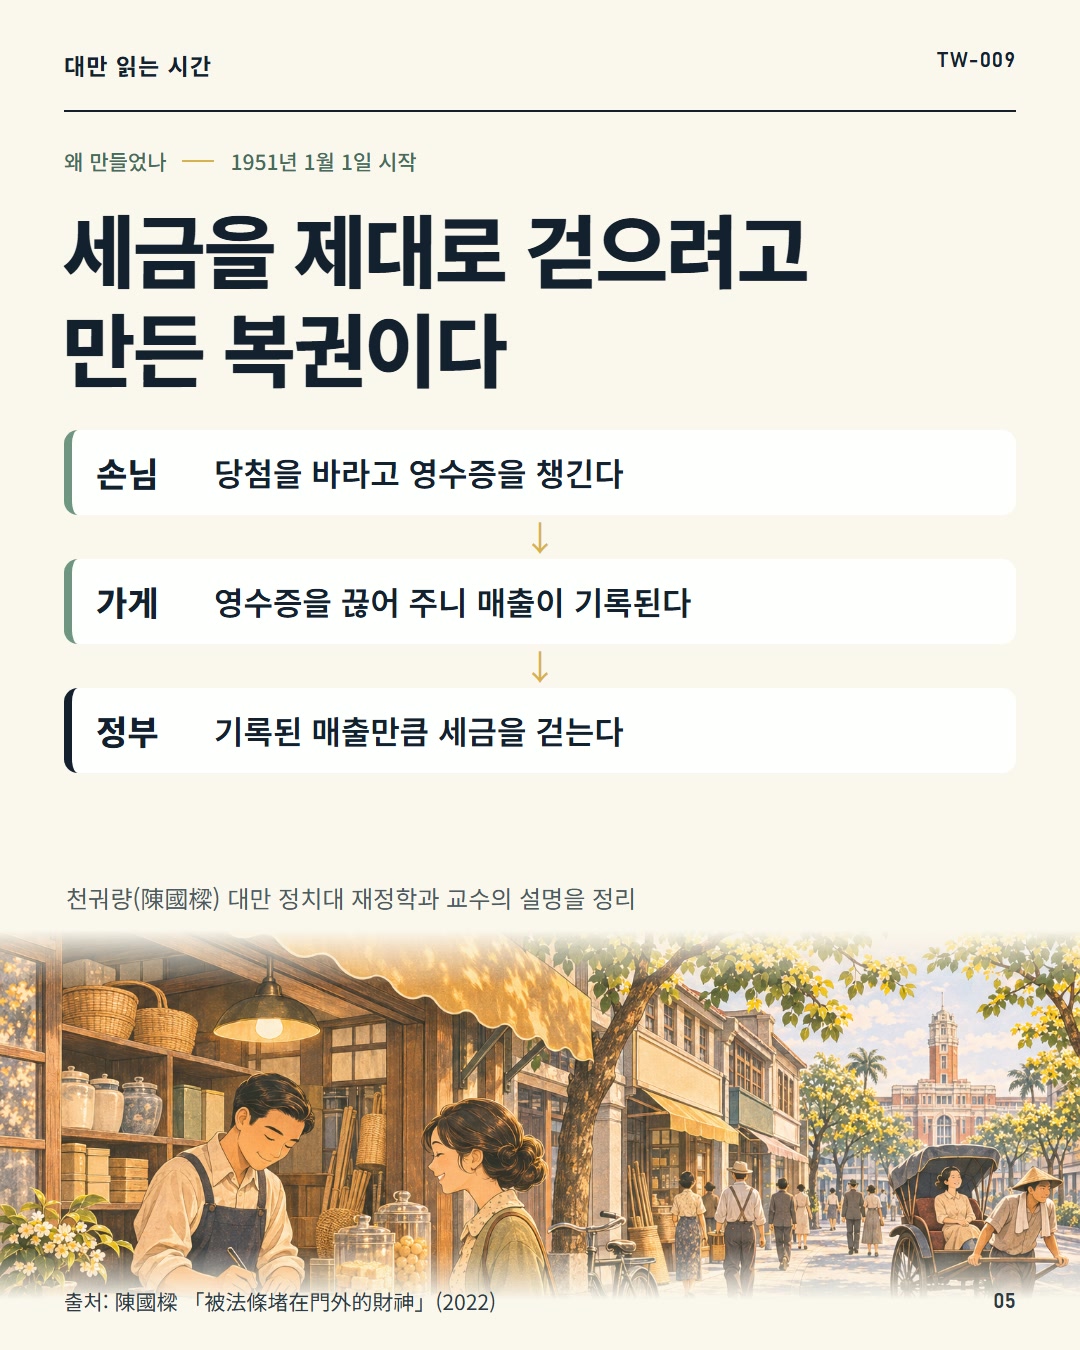 대만 읽는 시간
TW-009
왜 만들었나 — 1951년 1월 1일 시작
세금을 제대로 걷으려고
만든 복권이다
손님 당첨을 바라고 영수증을 챙긴다
↓
가게 영수증을 끊어 주니 매출이 기록된다
↓
정부 기록된 매출만큼 세금을 걷는다
천궈량(陳國樑) 대만 정치대 재정학과 교수의 설명을 정리
출처: 陳國樑 「被法條堵在門外的財神」(2022)
05